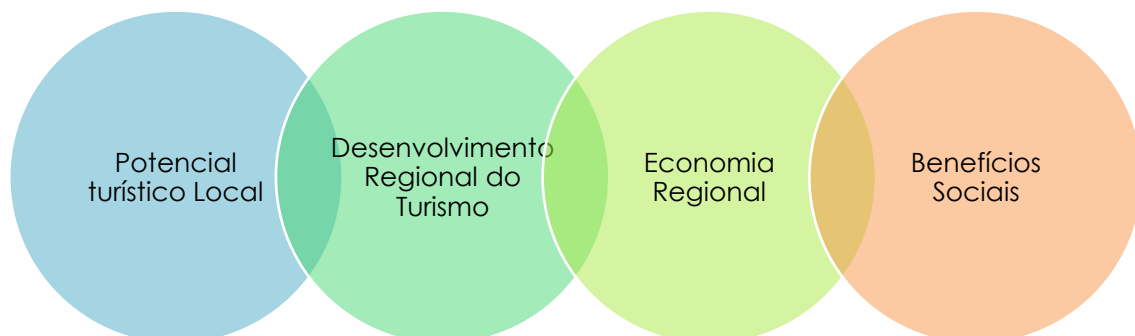 Potencial
turístico Local
Desenvolvimento
Regional do
Turismo
Economia
Regional
Benefícios
Sociais